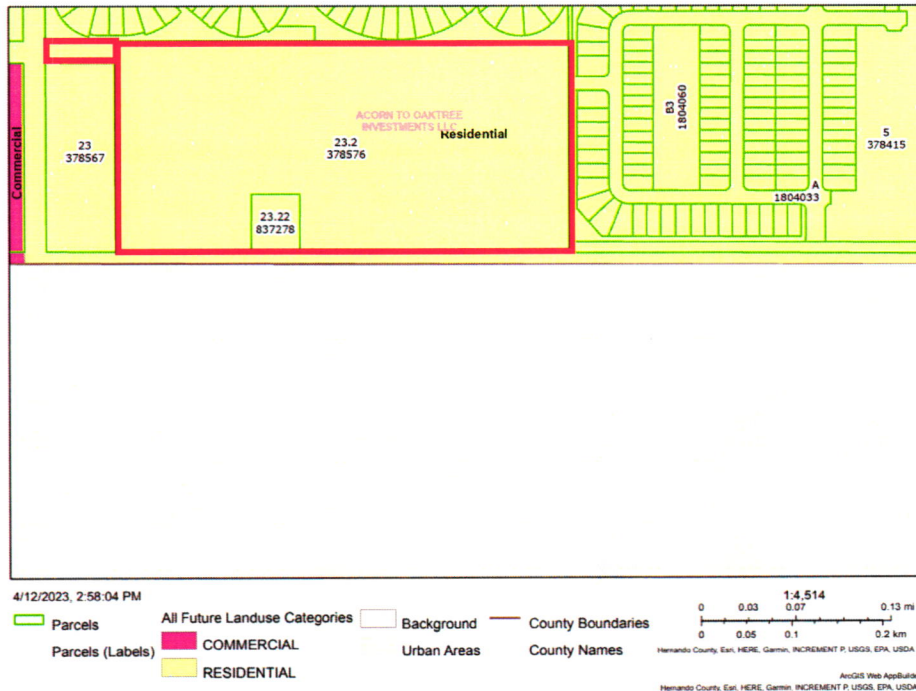 ACORN TO OAKTREE
INVESTMENTS LLC
Residential
23
378567
23.2
378576
23.22
837278
Commercial
B3
1804060
5
378415
A
1804033
4/12/2023, 2:58:04 PM
Parcels
Parcels (Labels)
All Future Landuse Categories
COMMERCIAL
RESIDENTIAL
Background
Urban Areas
County Boundaries
County Names
1:4,514
0 0.03 0.07 0.13 mi
0 0.05 0.1 0.2 km
Hernando County, Esri, HERE, Garmin, INCREMENT P, USGS, EPA, USDA
ArcGIS Web AppBuilder
Hernando County, Esri, HERE, Garmin, INCREMENT P, USGS, EPA, USDA